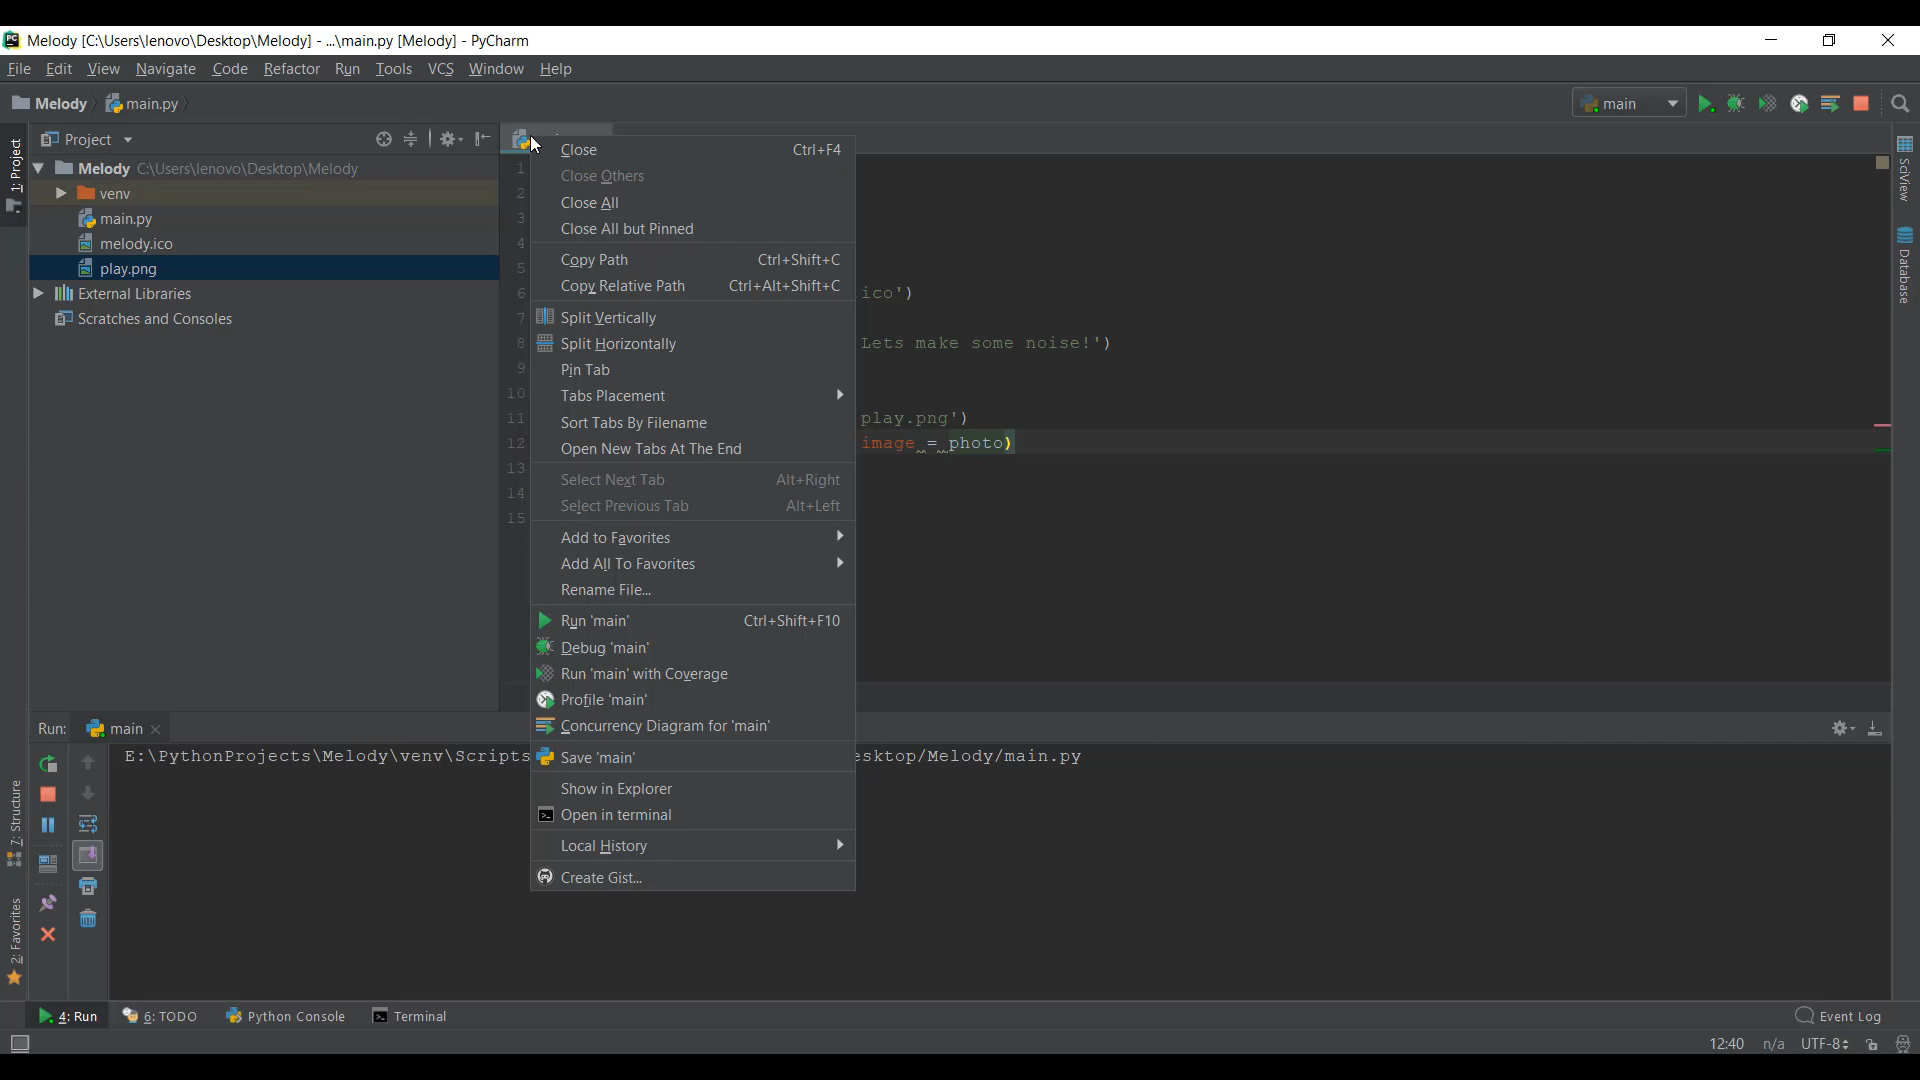 Melody [C:\Users\lenovo\Desktop\Melody] - ...\main.py [Melody] - PyCharm
File Edit View Navigate Code Refactor Run Tools VCS Window Help
Melody main.py main
1: Project
Project
Melody C:\Users\lenovo\Desktop\Melody
venv
main.py
melody.ico
play.png
External Libraries
Scratches and Consoles
1
2
3
4
5
6 ico')
7
8 Lets make some noise!')
9
10
11 play.png')
12 image = photo)
13
14
15
Close Ctrl+F4
Close Others
Close All
Close All but Pinned
Copy Path Ctrl+Shift+C
Copy Relative Path Ctrl+Alt+Shift+C
Split Vertically
Split Horizontally
Pin Tab
Tabs Placement
Sort Tabs By Filename
Open New Tabs At The End
Select Next Tab Alt+Right
Select Previous Tab Alt+Left
Add to Favorites
Add All To Favorites
Rename File...
Run 'main' Ctrl+Shift+F10
Debug 'main'
Run 'main' with Coverage
Profile 'main'
Concurrency Diagram for 'main'
Save 'main'
Show in Explorer
Open in terminal
Local History
Create Gist...
SciView
Database
Run: main
E:\PythonProjects\Melody\venv\Scripts esktop/Melody/main.py
7: Structure
2: Favorites
4: Run 6: TODO Python Console Terminal Event Log
12:40 n/a UTF-8